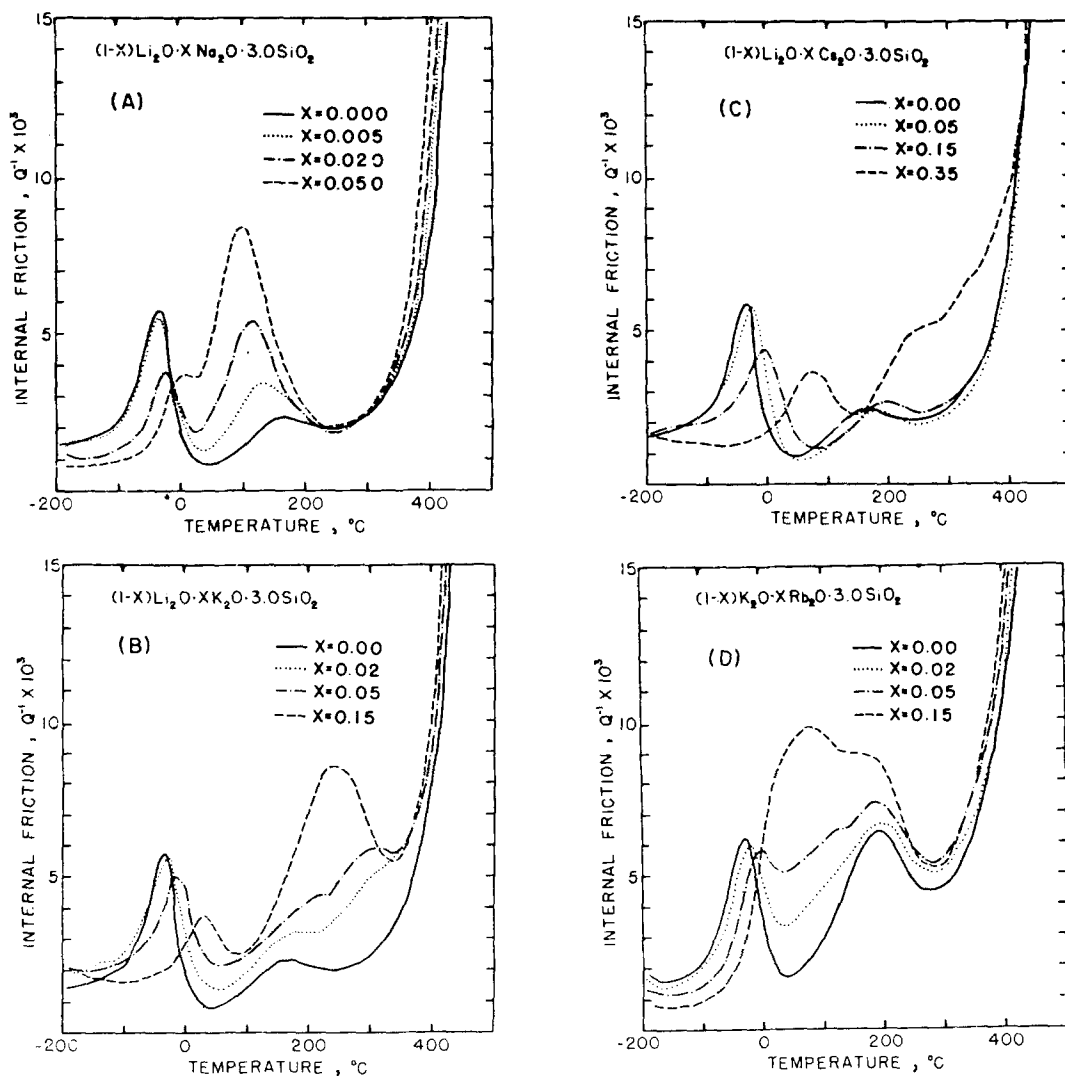 (A)
(1-X)Li₂O·X Na₂O·3.0SiO₂
X=0.000
X=0.005
X=0.020
X=0.050
INTERNAL FRICTION, Q⁻¹ X 10³
15
10
5
-200
0
200
400
TEMPERATURE, °C
(C)
(1-X)Li₂O·X Cs₂O·3.0SiO₂
X=0.00
X=0.05
X=0.15
X=0.35
INTERNAL FRICTION, Q⁻¹ X 10³
15
10
5
-200
0
200
400
TEMPERATURE, °C
(B)
(1-X)Li₂O·XK₂O·3.0SiO₂
X=0.00
X=0.02
X=0.05
X=0.15
INTERNAL FRICTION, Q⁻¹ X 10³
15
10
5
-200
0
200
400
TEMPERATURE, °C
(D)
(1-X)K₂O·XRb₂O·3.0SiO₂
X=0.00
X=0.02
X=0.05
X=0.15
INTERNAL FRICTION, Q⁻¹ X 10³
15
10
5
-200
0
200
400
TEMPERATURE, °C